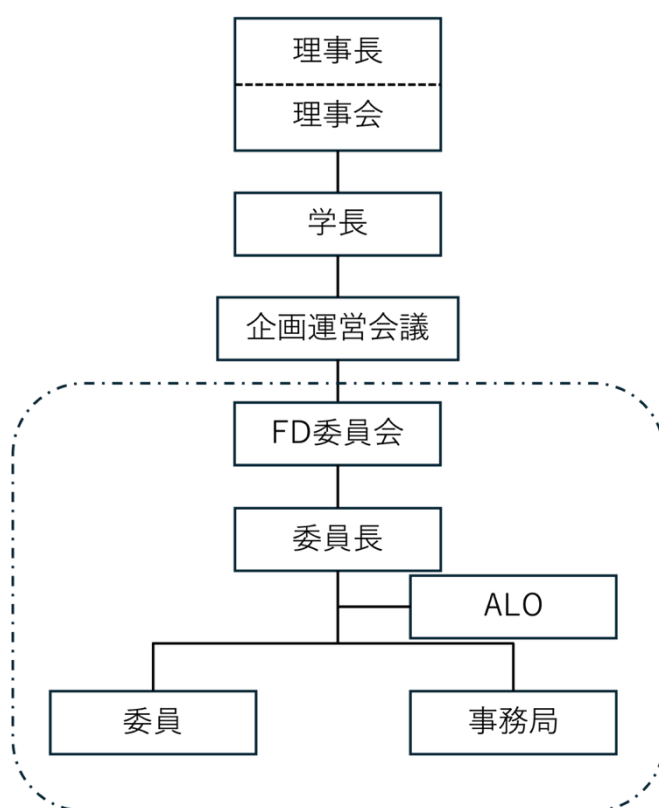 理事長
理事会
学長
企画運営会議
FD委員会
委員長
ALO
委員
事務局